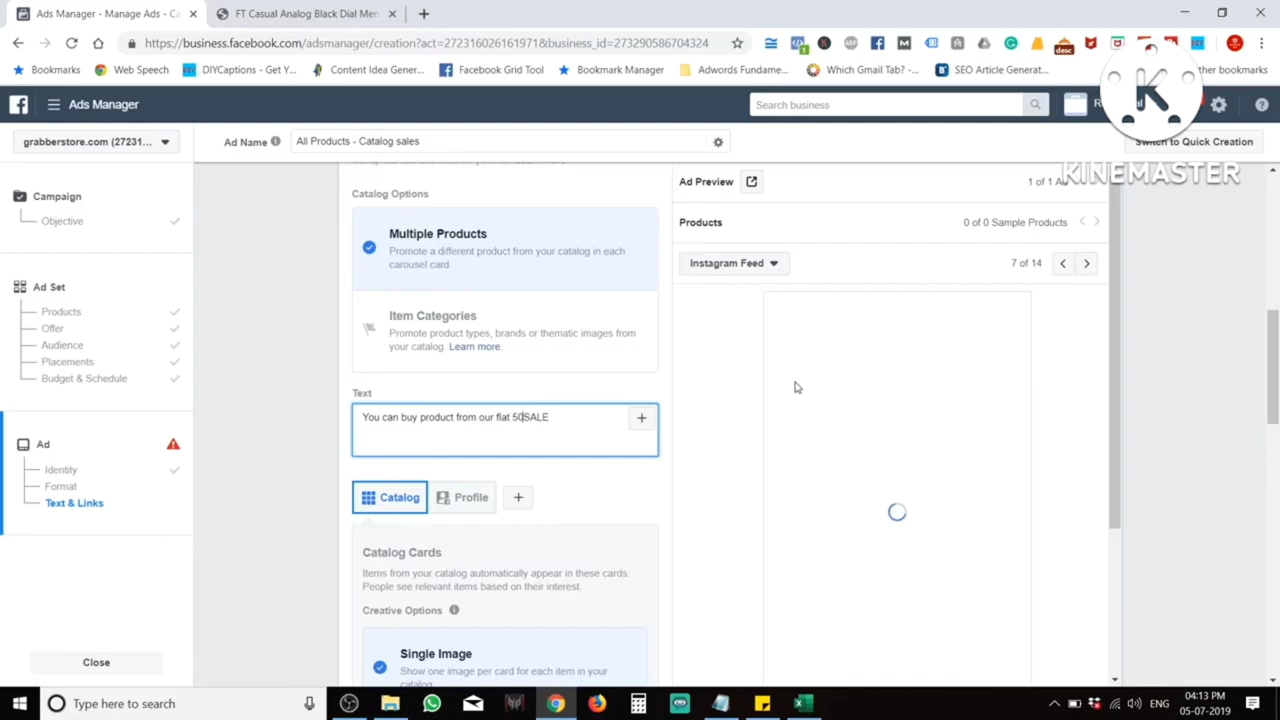 Ads Manager - Manage Ads - Ca
FT Casual Analog Black Dial Men
https://business.facebook.com/adsmanager/creation?act=272316026161971&business_id=273290586704324
Bookmarks
Web Speech
DIYCaptions - Get Y...
Content Idea Gener...
Facebook Grid Tool
Bookmark Manager
Adwords Fundame...
Which Gmail Tab? -...
SEO Article Generat...
other bookmarks
Ads Manager
Search business
K
KINEMASTER
grabberstore.com (27231...
Ad Name
All Products - Catalog sales
Switch to Quick Creation
Campaign
Objective
Ad Set
Products
Offer
Audience
Placements
Budget & Schedule
Ad
Identity
Format
Text & Links
Close
Catalog Options
Multiple Products
Promote a different product from your catalog in each
carousel card.
Item Categories
Promote product types, brands or thematic images from
your catalog. Learn more.
Text
You can buy product from our flat 50SALE
Catalog
Profile
Catalog Cards
Items from your catalog automatically appear in these cards.
People see relevant items based on their interest.
Creative Options
Single Image
Show one image per card for each item in your
catalog.
Ad Preview
1 of 1 Ad
Products
0 of 0 Sample Products
Instagram Feed
7 of 14
Type here to search
ENG
04:13 PM
05-07-2019